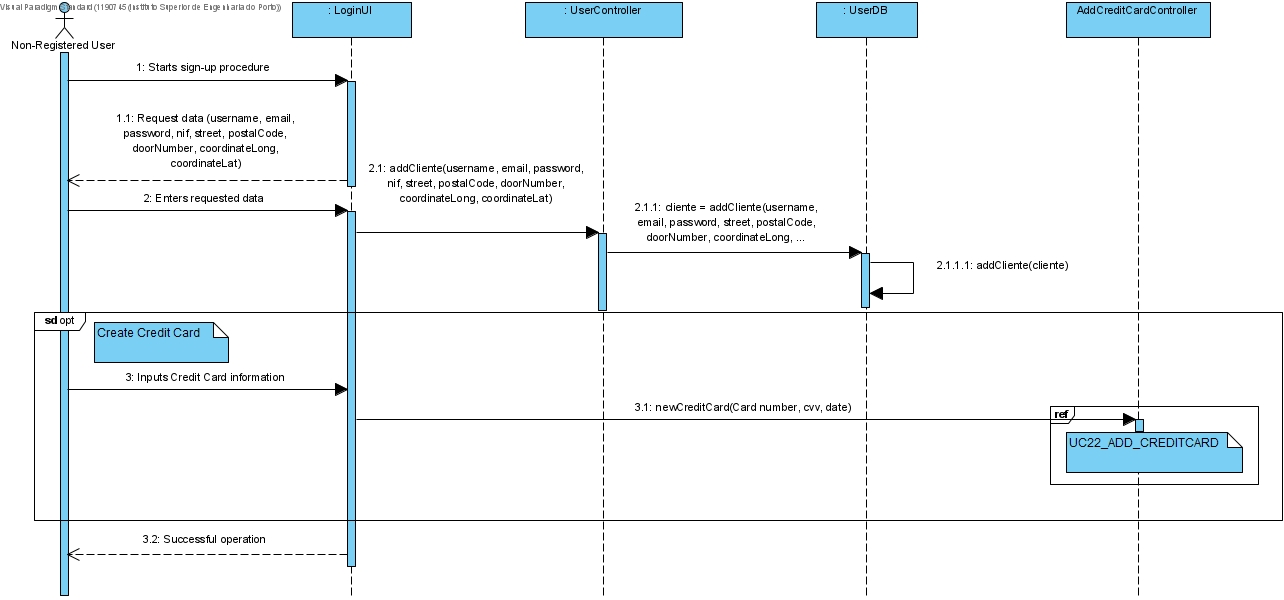 Visual Paradigm Standard (1190745(Instituto Superior de Engenharia do Porto))
: LoginUI
: UserController
: UserDB
AddCreditCardController
Non-Registered User
1: Starts sign-up procedure
1.1: Request data (username, email,
password, nif, street, postalCode,
doorNumber, coordinateLong,
coordinateLat)
2.1: addCliente(username, email, password,
nif, street, postalCode, doorNumber,
coordinateLong, coordinateLat)
2: Enters requested data
2.1.1: cliente = addCliente(username,
email, password, street, postalCode,
doorNumber, coordinateLong, ...
2.1.1.1: addCliente(cliente)
sd opt
Create Credit Card
3: Inputs Credit Card information
3.1: newCreditCard(Card number, cvv, date)
ref
UC22_ADD_CREDITCARD
3.2: Successful operation